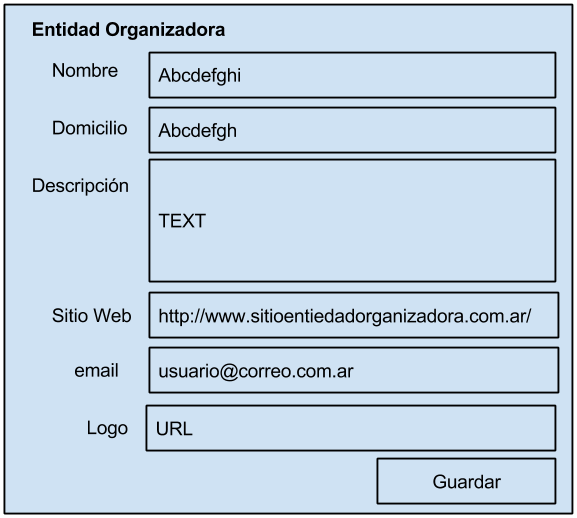 Entidad Organizadora
Nombre Abcdefghi
Domicilio Abcdefgh
Descripción
TEXT
Sitio Web http://www.sitioentiedadorganizadora.com.ar/
email usuario@correo.com.ar
Logo URL
Guardar